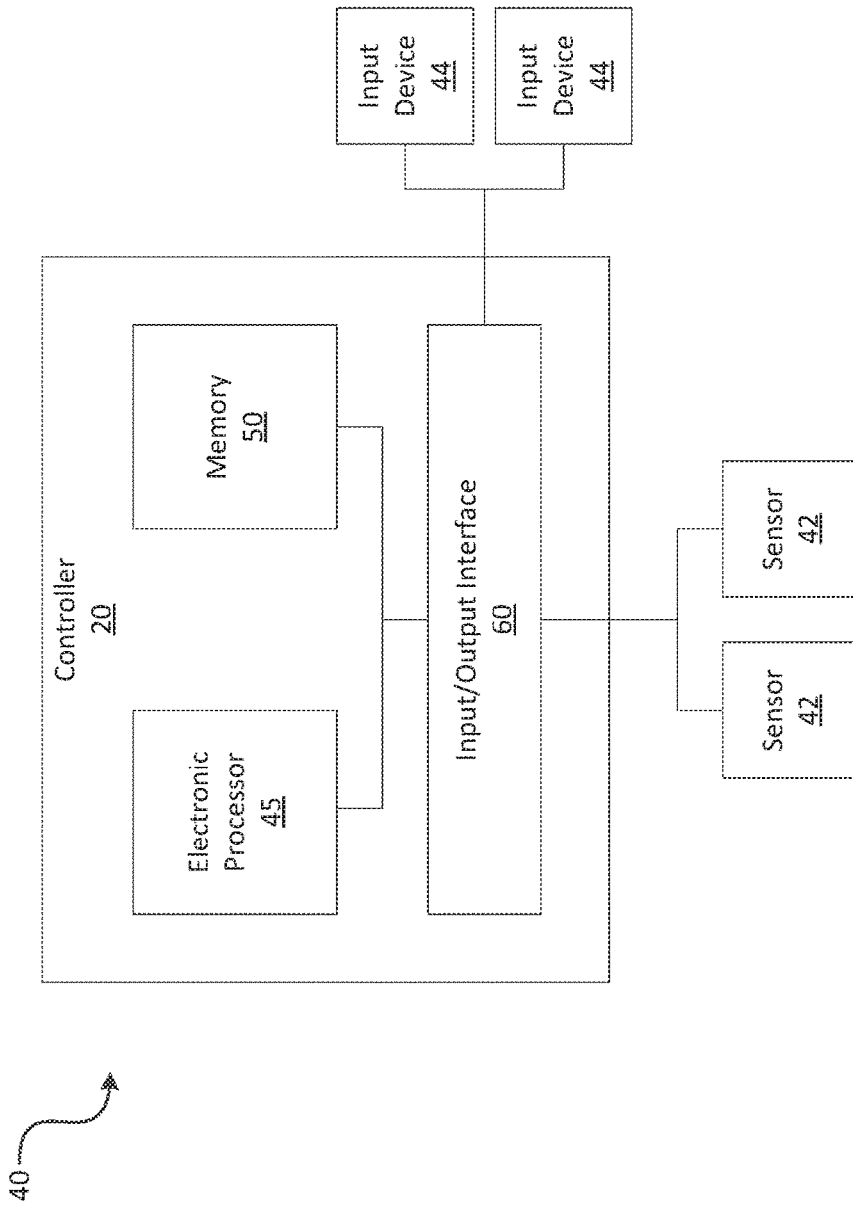 40
Controller
20
Electronic
Processor
45
Memory
50
Input/Output Interface
60
Input
Device
44
Input
Device
44
Sensor
42
Sensor
42